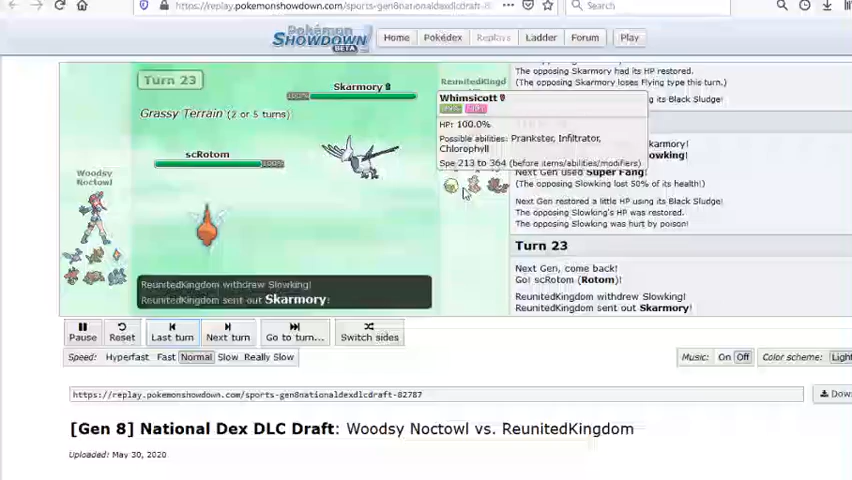 https://replay.pokemonshowdown.com/sports-gen8nationaldexdlcdraft-8
Search
Pokémon
SHOWDOWN
BETA
Home
Pokédex
Replays
Ladder
Forum
Play
Turn 23
Skarmory
100%
ReunitedKingd
Grassy Terrain (2 or 5 turns)
scRotom
100%
Woodsy
Noctowl
Whimsicott
HP: 100.0%
Possible abilities: Prankster, Infiltrator,
Chlorophyll
Spe 213 to 364 (before items/abilities/modifiers)
ReunitedKingdom withdrew Slowking!
ReunitedKingdom sent out Skarmory!
The opposing Skarmory had its HP restored.
(The opposing Skarmory loses Flying type this turn.)
its Black Sludge!
Next Gen used Super Fang!
(The opposing Slowking lost 50% of its health!)
Next Gen restored a little HP using its Black Sludge!
The opposing Slowking's HP was restored.
The opposing Slowking was hurt by poison!
Turn 23
Next Gen, come back!
Go! scRotom (Rotom)!
ReunitedKingdom withdrew Slowking!
ReunitedKingdom sent out Skarmory!
Pause
Reset
Last turn
Next turn
Go to turn...
Switch sides
Speed: Hyperfast Fast Normal Slow Really Slow
Music: On Off
Color scheme: Light
https://replay.pokemonshowdown.com/sports-gen8nationaldexdlcdraft-82787
Dow
[Gen 8] National Dex DLC Draft: Woodsy Noctowl vs. ReunitedKingdom
Uploaded: May 30, 2020